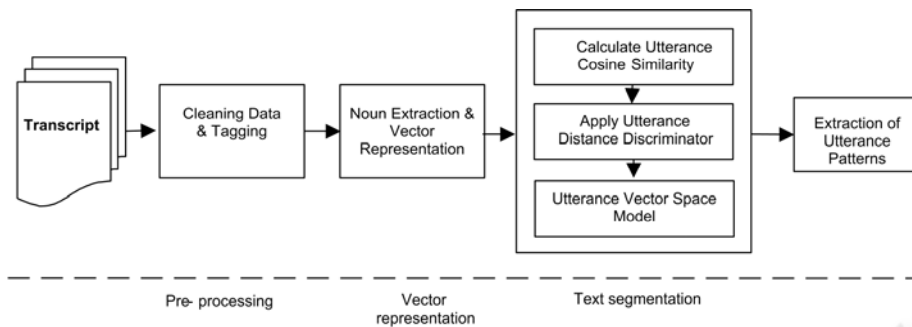 Transcript
Cleaning Data
& Tagging
Noun Extraction &
Vector
Representation
Calculate Utterance
Cosine Similarity
Apply Utterance
Distance Discriminator
Utterance Vector Space
Model
Extraction of
Utterance
Patterns
Pre- processing
Vector
representation
Text segmentation